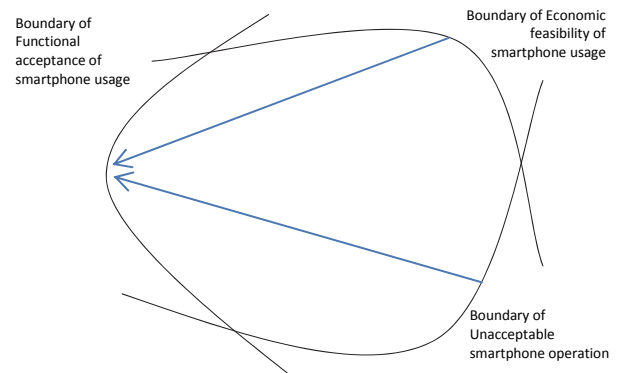 Boundary of
Functional
acceptance of
smartphone usage
Boundary of Economic
feasibility of
smartphone usage
Boundary of
Unacceptable
smartphone operation